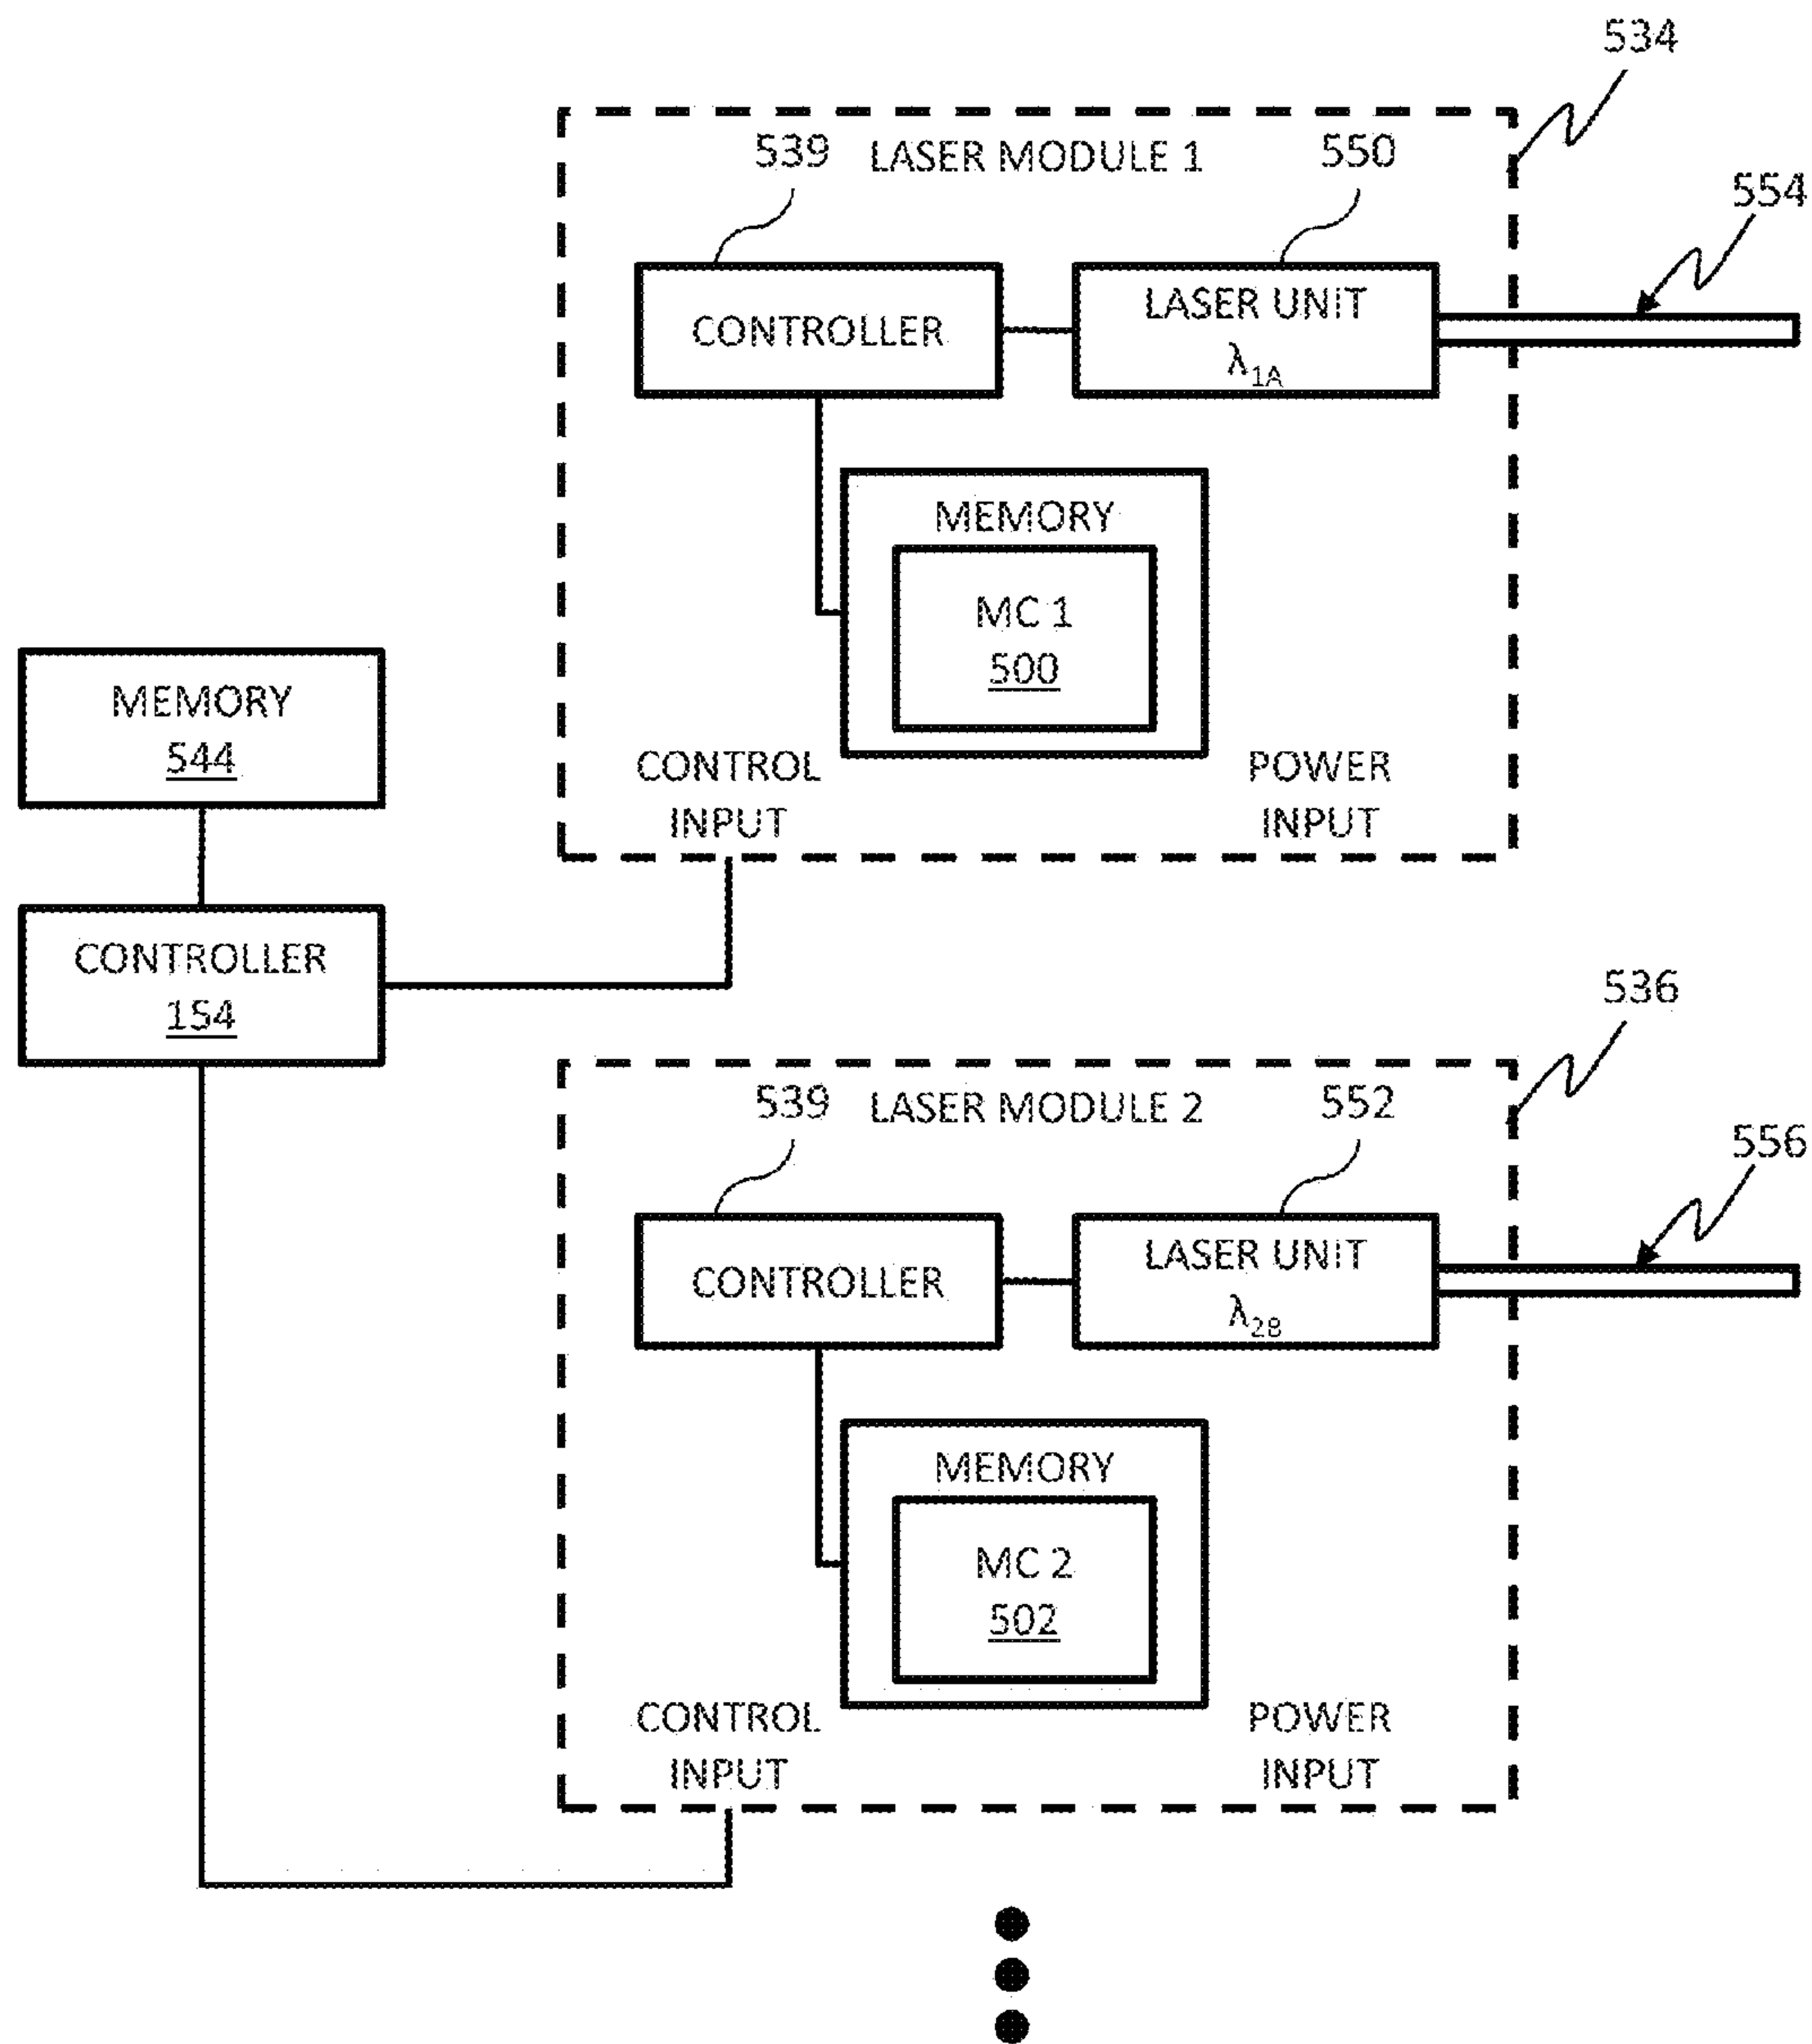 534
539
LASER MODULE 1
550
554
CONTROLLER
LASER UNIT
λ1A
MEMORY
MC 1
500
MEMORY
544
CONTROL
INPUT
POWER
INPUT
CONTROLLER
154
536
539
LASER MODULE 2
552
556
CONTROLLER
LASER UNIT
λ2B
MEMORY
MC 2
502
CONTROL
INPUT
POWER
INPUT